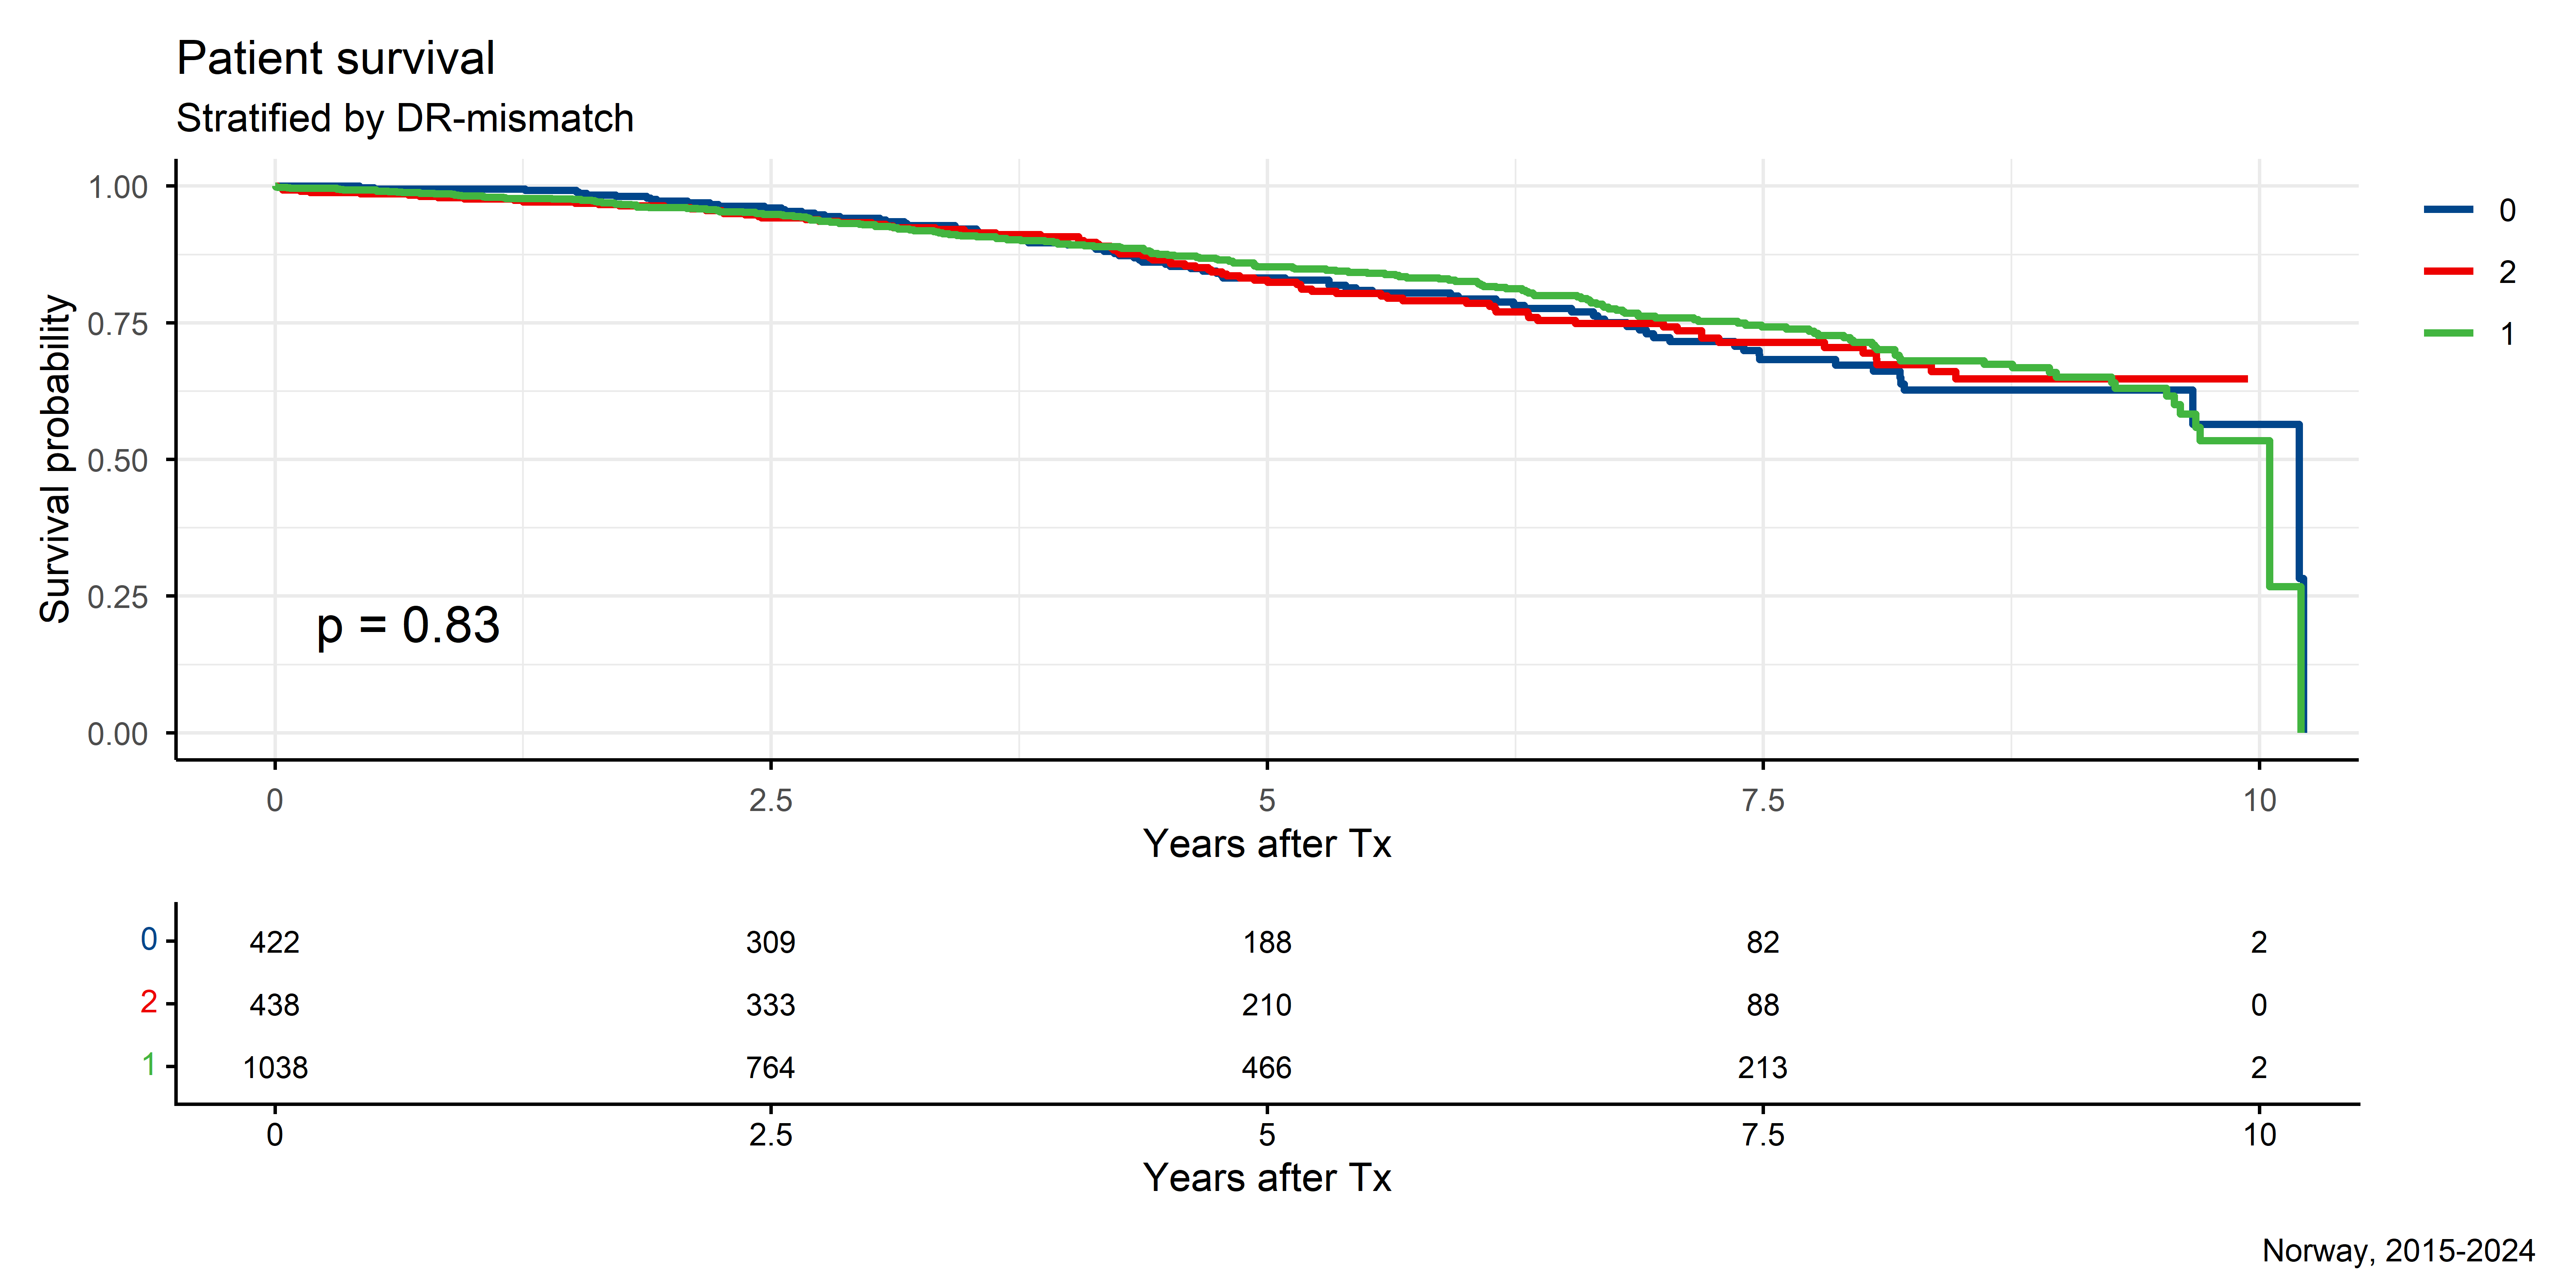 Patient survival
Stratified by DR-mismatch
1.00
0.75
0.50
0.25
0.00
Survival probability
p = 0.83
0
2
1
0 2.5 5 7.5 10
Years after Tx
0 422 309 188 82 2
2 438 333 210 88 0
1 1038 764 466 213 2
0 2.5 5 7.5 10
Years after Tx
Norway, 2015-2024